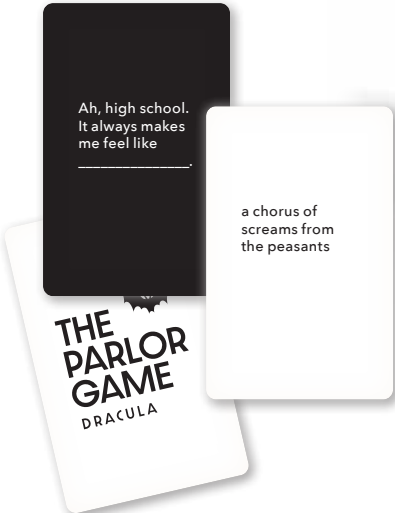 Ah, high school.
It always makes
me feel like
________________.
a chorus of
screams from
the peasants
THE
PARLOR
GAME
DRACULA